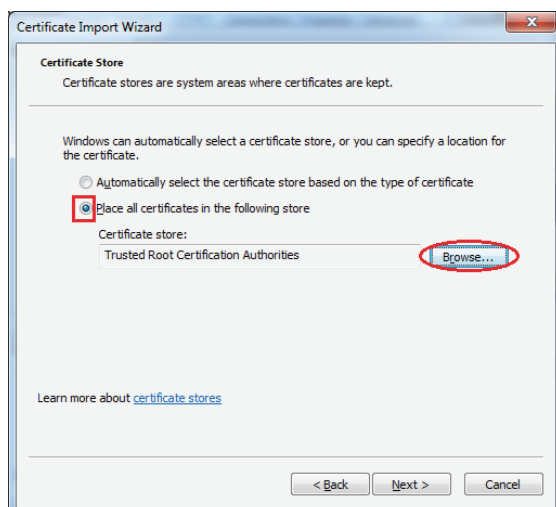 Certificate Import Wizard
Certificate Store
Certificate stores are system areas where certificates are kept.
Windows can automatically select a certificate store, or you can specify a location for
the certificate.
Automatically select the certificate store based on the type of certificate
Place all certificates in the following store
Certificate store:
Trusted Root Certification Authorities
Browse...
Learn more about certificate stores
< Back
Next >
Cancel